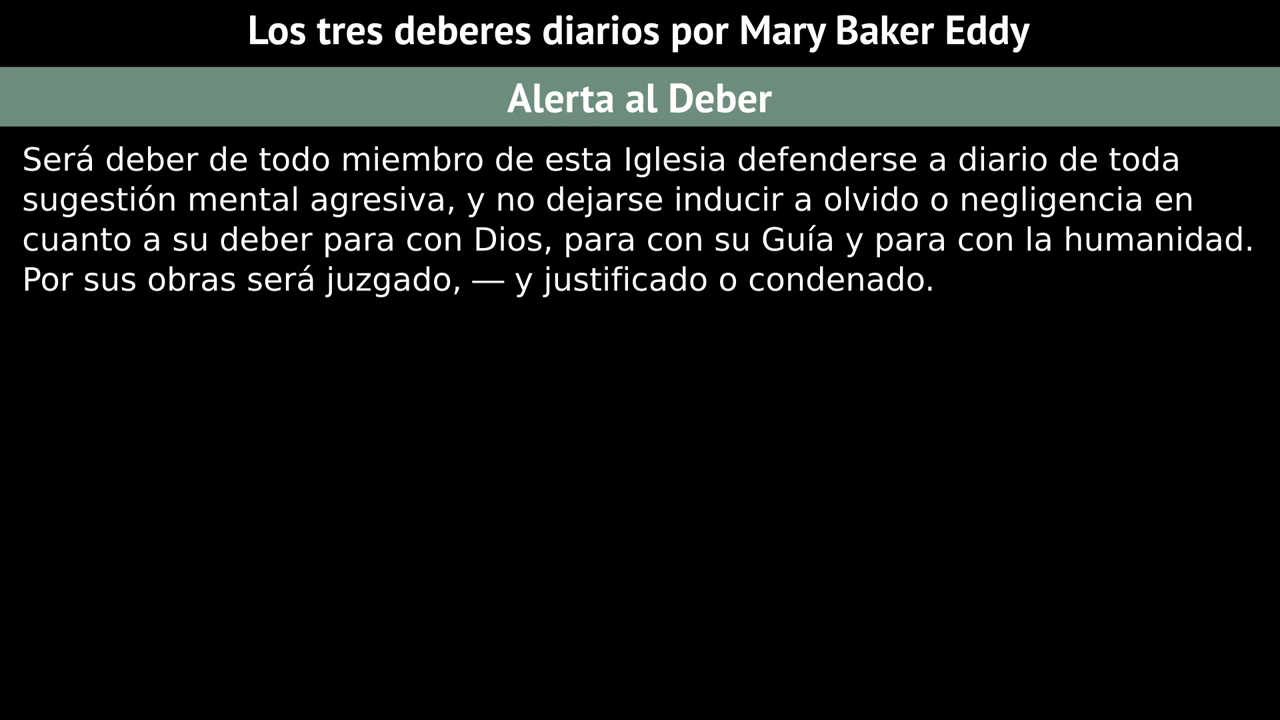 Los tres deberes diarios por Mary Baker Eddy
Alerta al Deber
Será deber de todo miembro de esta Iglesia defenderse a diario de toda
sugestión mental agresiva, y no dejarse inducir a olvido o negligencia en
cuanto a su deber para con Dios, para con su Guía y para con la humanidad.
Por sus obras será juzgado, — y justificado o condenado.